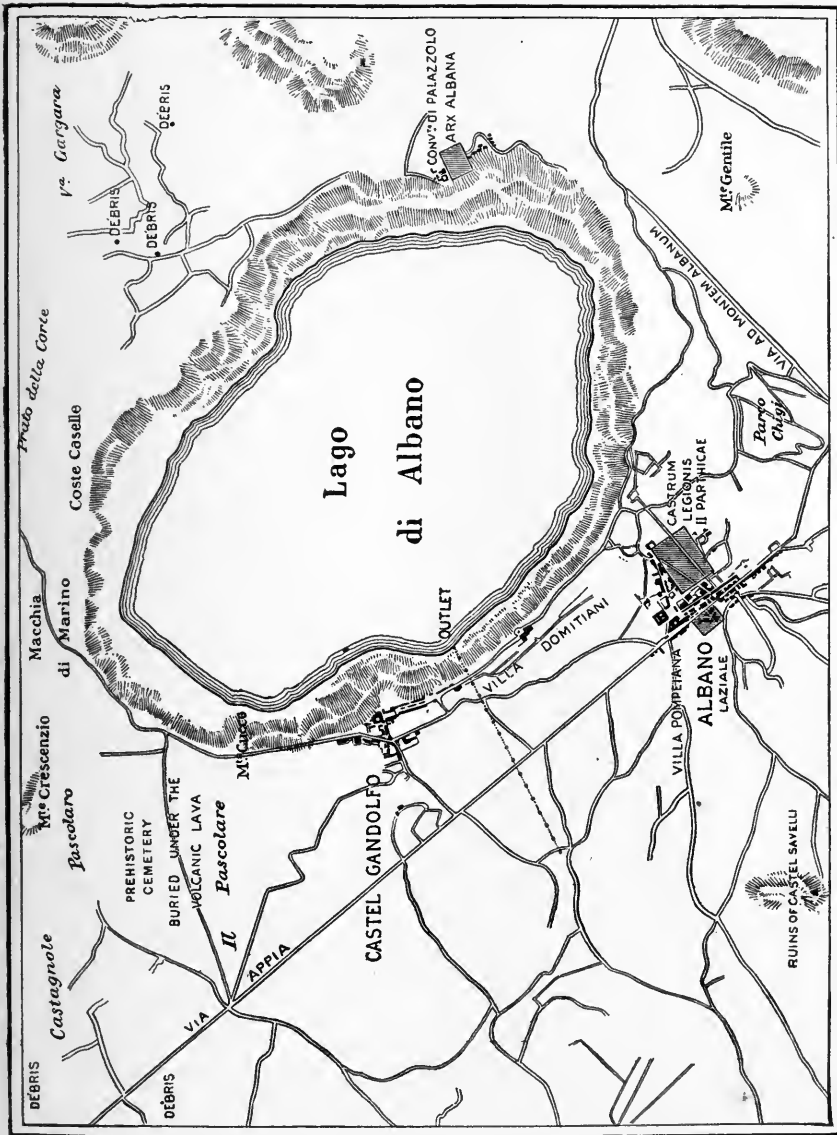 DÉBRIS
Castagnole
Mte Crescenzio
Pascolaro
Macchia
di Marino
Prato della Corte
Coste Caselle
Va Gargara
DÉBRIS
DÉBRIS
DÉBRIS
PREHISTORIC
CEMETERY
BURIED UNDER THE
VOLCANIC LAVA
Il Pascolare
DÉBRIS
VIA APPIA
Mte Cucco
CASTEL GANDOLFO
Lago
di Albano
OUTLET
CONVto DI PALAZZOLO
ARX ALBANA
VILLA DOMITIANI
VILLA POMPEIANA
ALBANO
LAZIALE
CASTRUM
LEGIONIS
II PARTHICAE
VIA AD MONTEM ALBANUM
Mte Gentile
Parco
Chigi
RUINS OF CASTEL SAVELLI